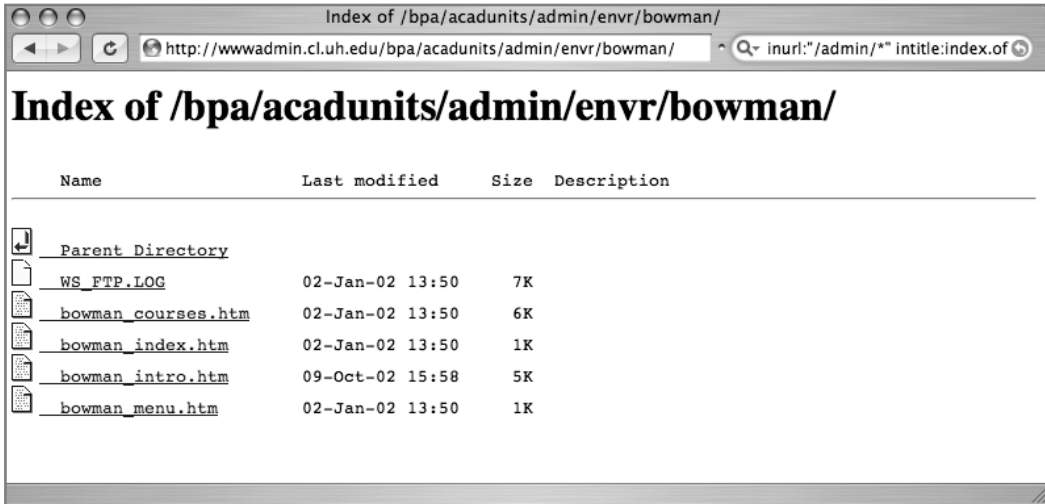 Index of /bpa/acadunits/admin/envr/bowman/
http://wwwadmin.cl.uh.edu/bpa/acadunits/admin/envr/bowman/ inurl:"/admin/*" intitle:index.of
Index of /bpa/acadunits/admin/envr/bowman/
Name Last modified Size Description
Parent Directory
WS_FTP.LOG 02-Jan-02 13:50 7K
bowman_courses.htm 02-Jan-02 13:50 6K
bowman_index.htm 02-Jan-02 13:50 1K
bowman_intro.htm 09-Oct-02 15:58 5K
bowman_menu.htm 02-Jan-02 13:50 1K